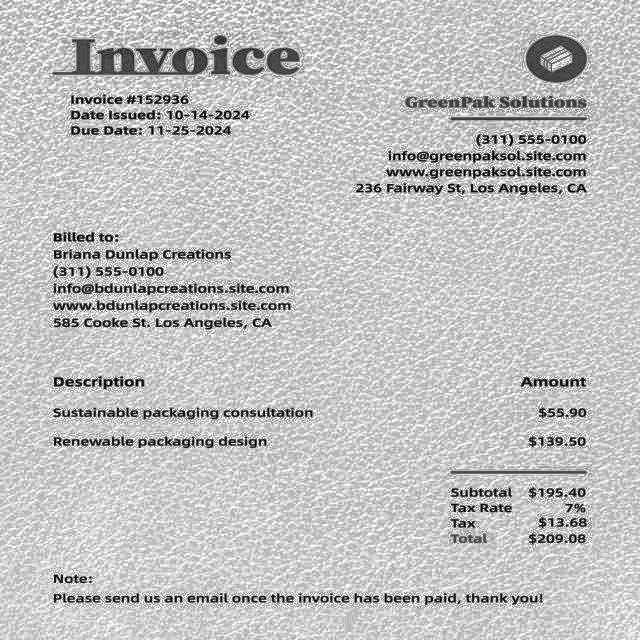 Invoice
Invoice #152936
Date Issued: 10-14-2024
Due Date: 11-25-2024
GreenPak Solutions
(311) 555-0100
info@greenpaksol.site.com
www.greenpaksol.site.com
236 Fairway St, Los Angeles, CA
Billed to:
Briana Dunlap Creations
(311) 555-0100
info@bdunlapcreations.site.com
www.bdunlapcreations.site.com
585 Cooke St. Los Angeles, CA
Description Amount
Sustainable packaging consultation $55.90
Renewable packaging design $139.50
Subtotal $195.40
Tax Rate 7%
Tax $13.68
Total $209.08
Note:
Please send us an email once the invoice has been paid, thank you!